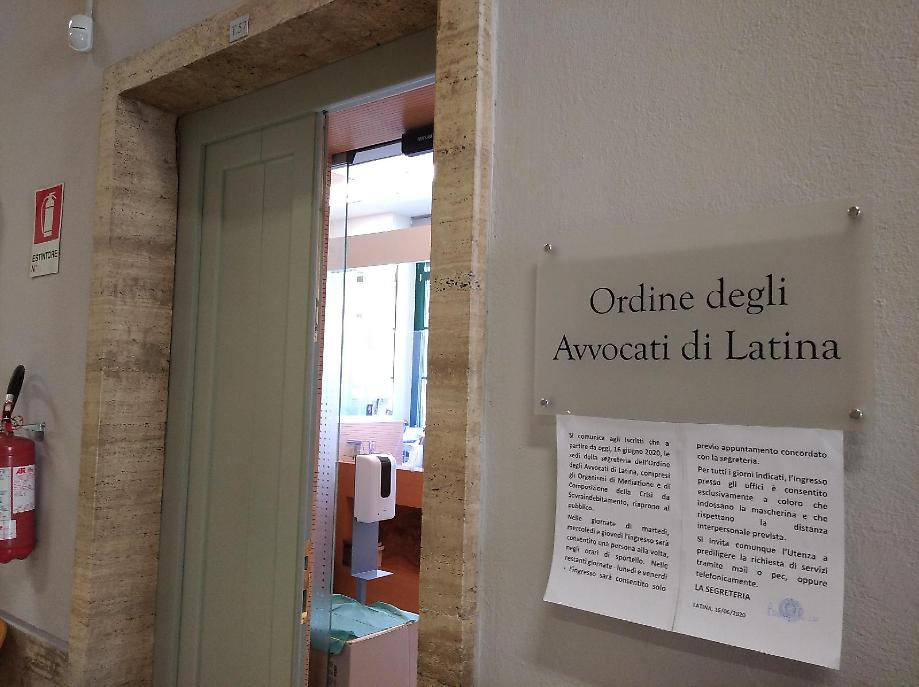 T.57
ESTINTORE
N°
Ordine degli
Avvocati di Latina
Si comunica agli Iscritti che a
partire da oggi, 16 giugno 2020, le
sedi della segreteria dell'Ordine
degli Avvocati di Latina, compresi
gli Organismi di Mediazione e di
Composizione della Crisi da
Sovraindebitamento, riaprono al
pubblico.
Nelle giornate di martedì,
mercoledì e giovedì l'ingresso sarà
consentito una persona alla volta,
negli orari di sportello. Nelle
restanti giornate lunedì e venerdì
l'ingresso sarà consentito solo
previo appuntamento concordato
con la segreteria.
Per tutti i giorni indicati, l'ingresso
presso gli uffici è consentito
esclusivamente a coloro che
indossano la mascherina e che
rispettano la distanza
interpersonale prevista.
Si invita comunque l'Utenza a
prediligere la richiesta di servizi
tramite mail o pec, oppure
telefonicamente.
LA SEGRETERIA
LATINA, 16/06/2020